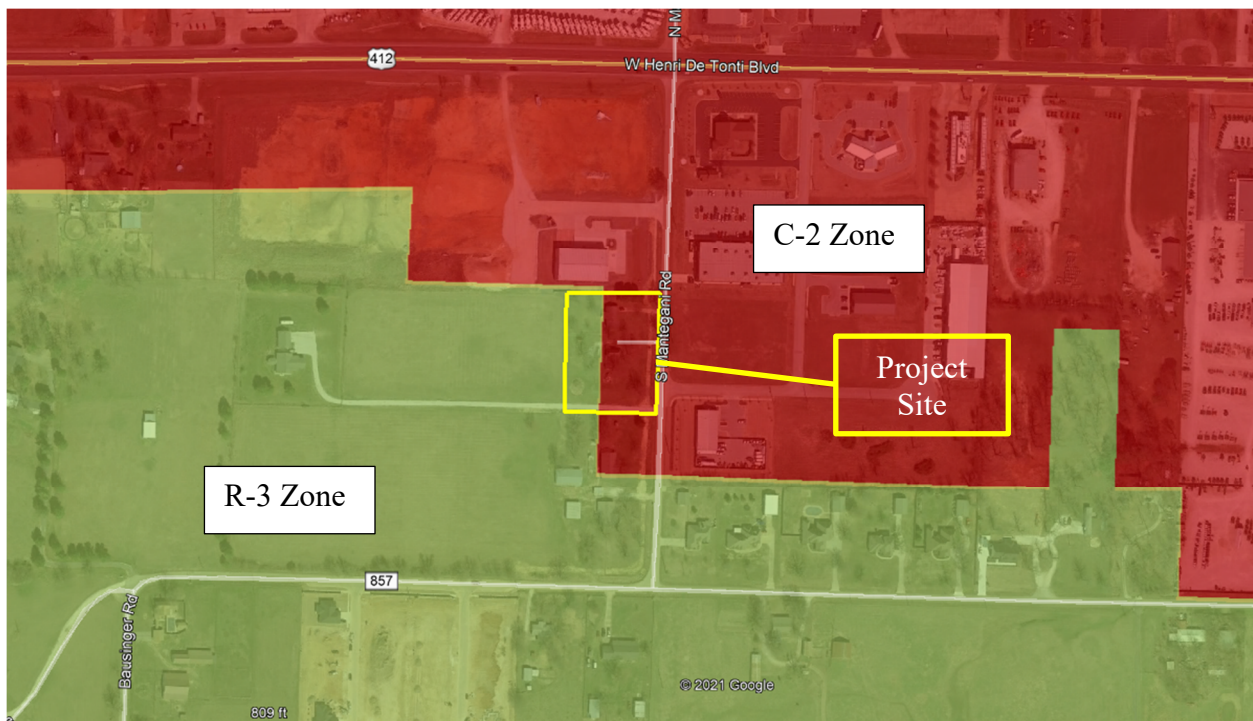 N M
412
W Henri De Tonti Blvd
C-2 Zone
S Mantegani Rd
Project
Site
R-3 Zone
857
Bausinger Rd
© 2021 Google
809 ft